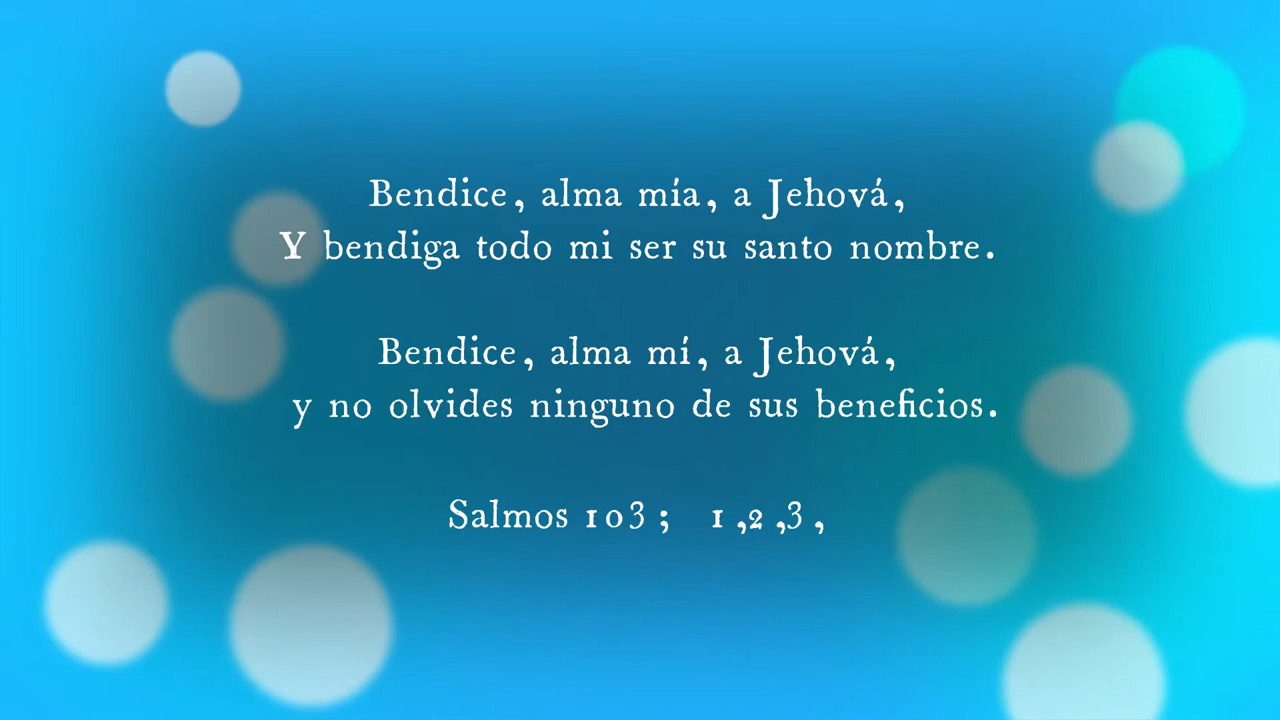 Bendice, alma mía, a Jehová,
Y bendiga todo mi ser su santo nombre.
Bendice, alma mí, a Jehová,
y no olvides ninguno de sus beneficios.
Salmos 103; 1,2,3,